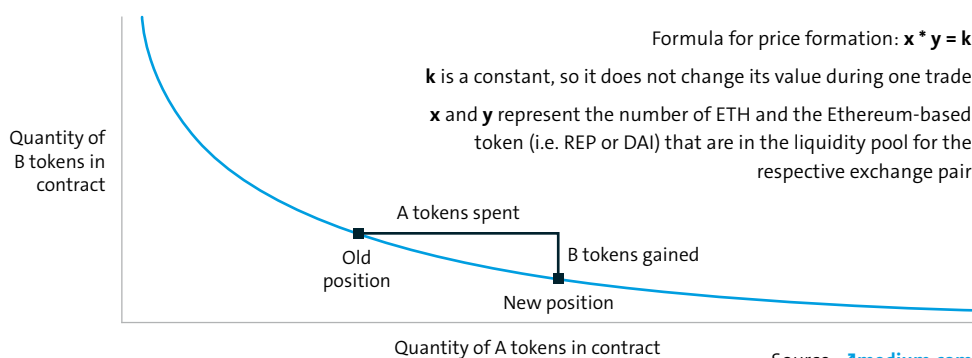 Formula for price formation: x * y = k
k is a constant, so it does not change its value during one trade
x and y represent the number of ETH and the Ethereum-based
token (i.e. REP or DAI) that are in the liquidity pool for the
respective exchange pair
Quantity of
B tokens in
contract
A tokens spent
Old
position
B tokens gained
New position
Quantity of A tokens in contract